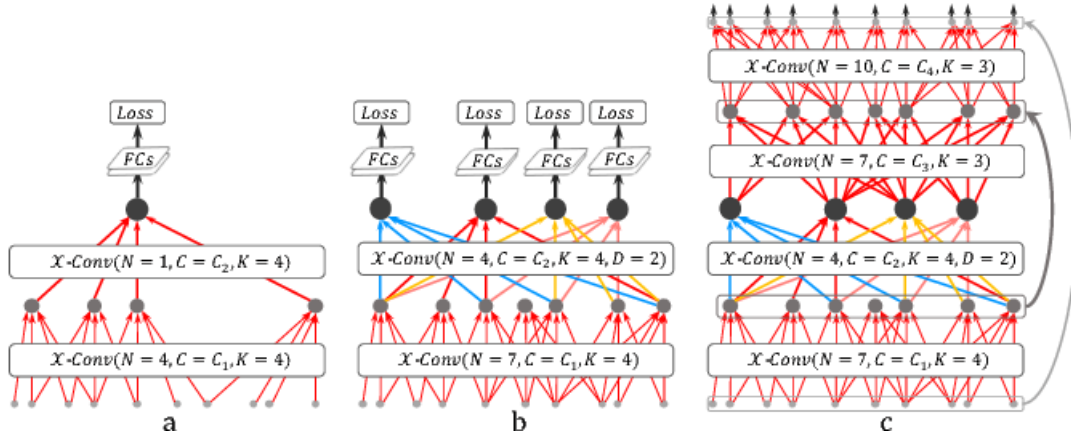 Loss
FCs
𝒳-Conv(N = 1, C = C₂, K = 4)
𝒳-Conv(N = 4, C = C₁, K = 4)
a
Loss Loss Loss Loss
FCs FCs FCs FCs
𝒳-Conv(N = 4, C = C₂, K = 4, D = 2)
𝒳-Conv(N = 7, C = C₁, K = 4)
b
𝒳-Conv(N = 10, C = C₄, K = 3)
𝒳-Conv(N = 7, C = C₃, K = 3)
𝒳-Conv(N = 4, C = C₂, K = 4, D = 2)
𝒳-Conv(N = 7, C = C₁, K = 4)
c